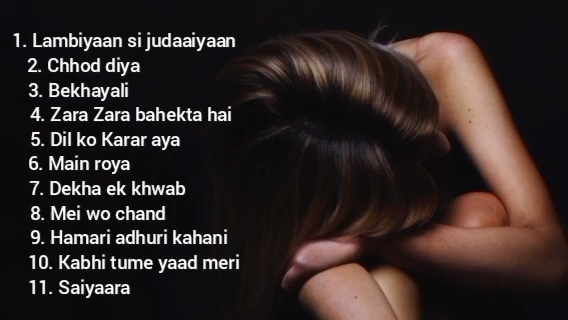 1. Lambiyaan si judaaiyaan
2. Chhod diya
3. Bekhayali
4. Zara Zara bahekta hai
5. Dil ko Karar aya
6. Main roya
7. Dekha ek khwab
8. Mei wo chand
9. Hamari adhuri kahani
10. Kabhi tume yaad meri
11. Saiyaara